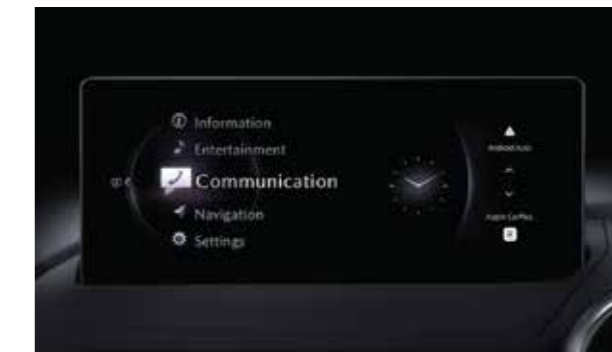 Information
Entertainment
Communication
Navigation
Settings
Android Auto
Apple CarPlay